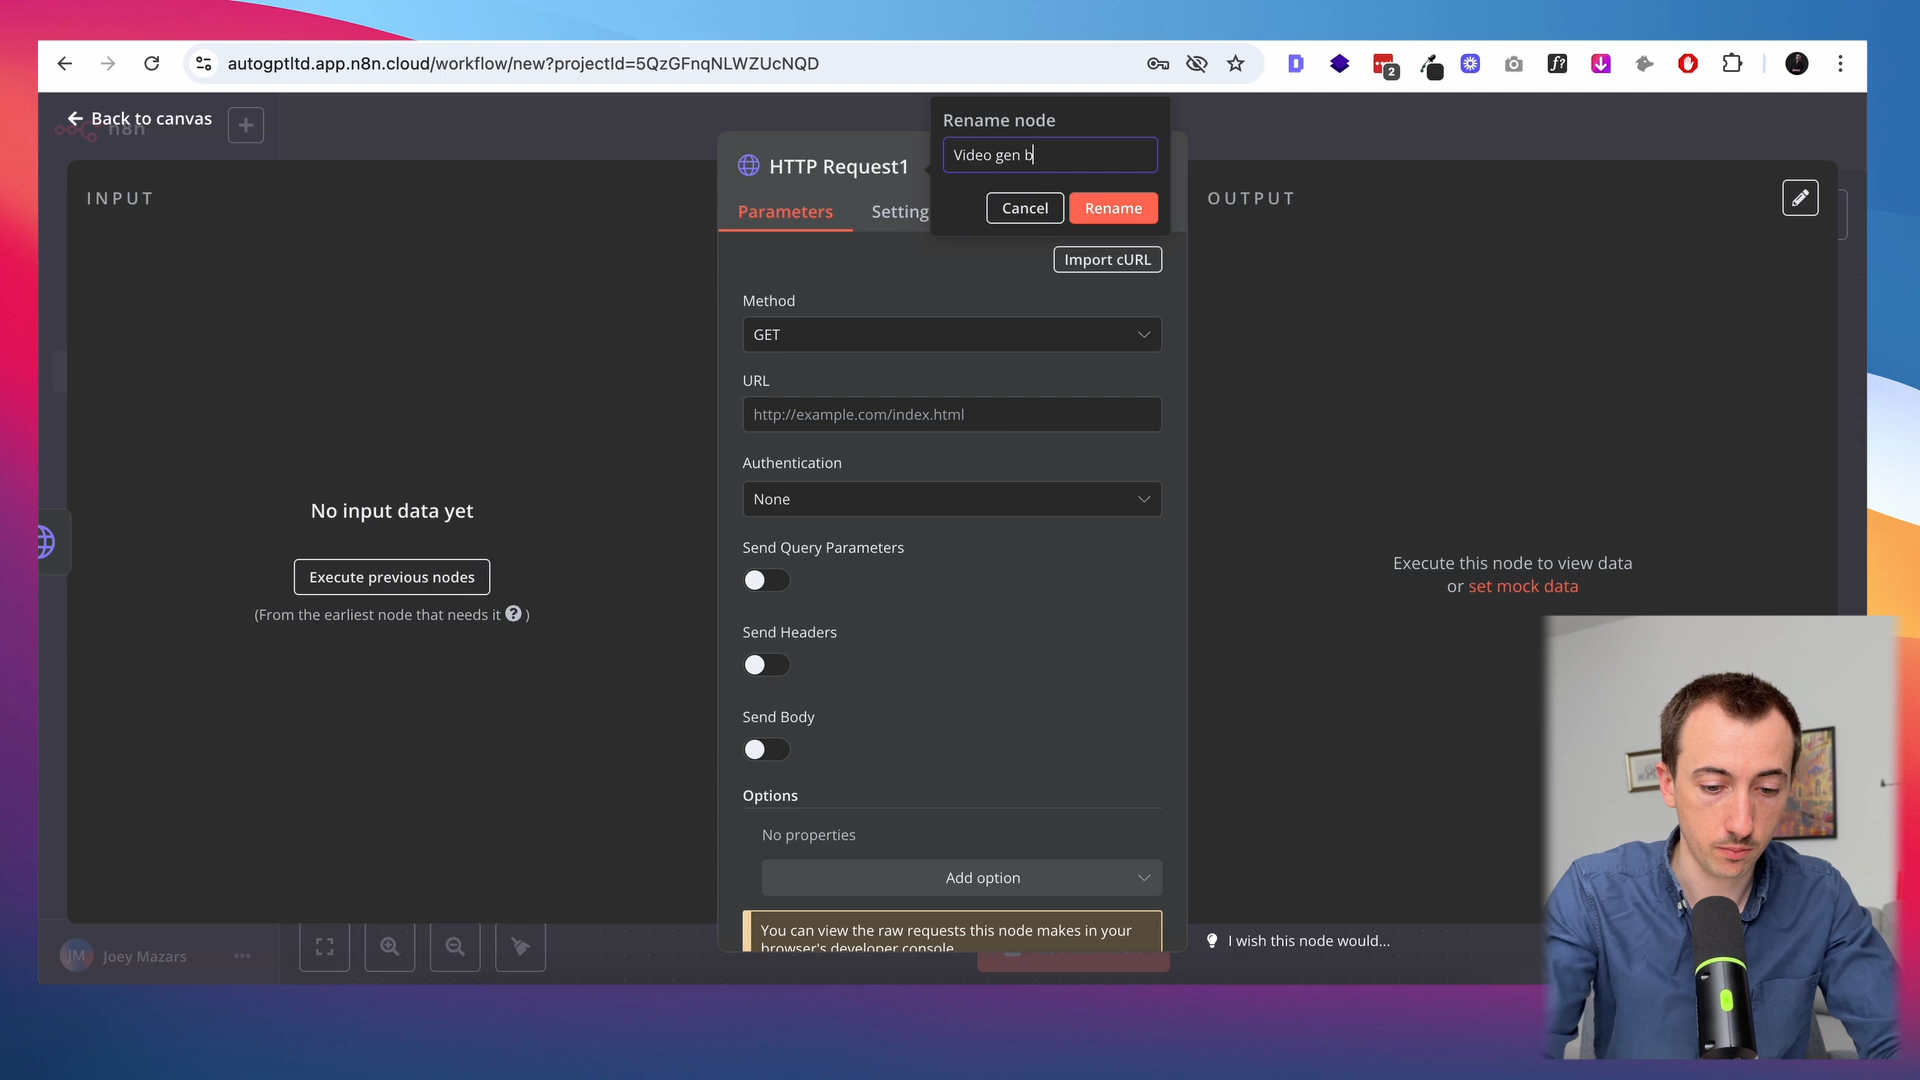 autogptltd.app.n8n.cloud/workflow/new?projectId=5QzGFnqNLWZUcNQD
2
Back to canvas
n8n
Rename node
Video gen b
Cancel
Rename
HTTP Request1
Parameters
Setting
INPUT
OUTPUT
Import cURL
Method
GET
URL
http://example.com/index.html
Authentication
None
Send Query Parameters
Send Headers
Send Body
Options
No properties
Add option
You can view the raw requests this node makes in your
browser's developer console
No input data yet
Execute previous nodes
(From the earliest node that needs it ? )
Execute this node to view data
or set mock data
I wish this node would...
JM
Joey Mazars